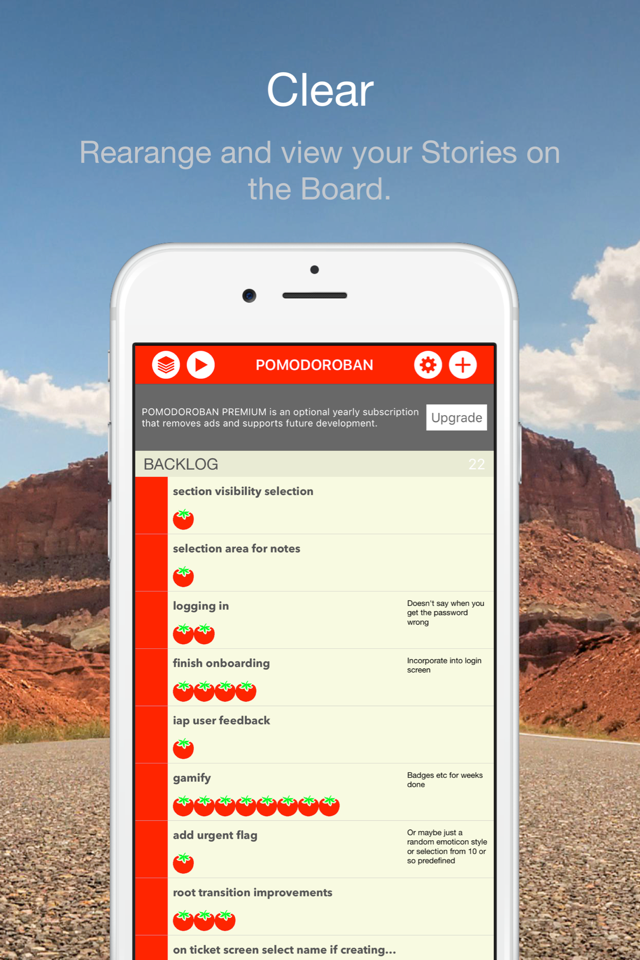 Clear
Rearange and view your Stories on
the Board.
POMODOROBAN
POMODOROBAN PREMIUM is an optional yearly subscription
that removes ads and supports future development.
Upgrade
BACKLOG 22
section visibility selection
selection area for notes
logging in
Doesn't say when you
get the password
wrong
finish onboarding
Incorporate into login
screen
iap user feedback
gamify
Badges etc for weeks
done
add urgent flag
Or maybe just a
random emoticon style
or selection from 10 or
so predefined
root transition improvements
on ticket screen select name if creating...